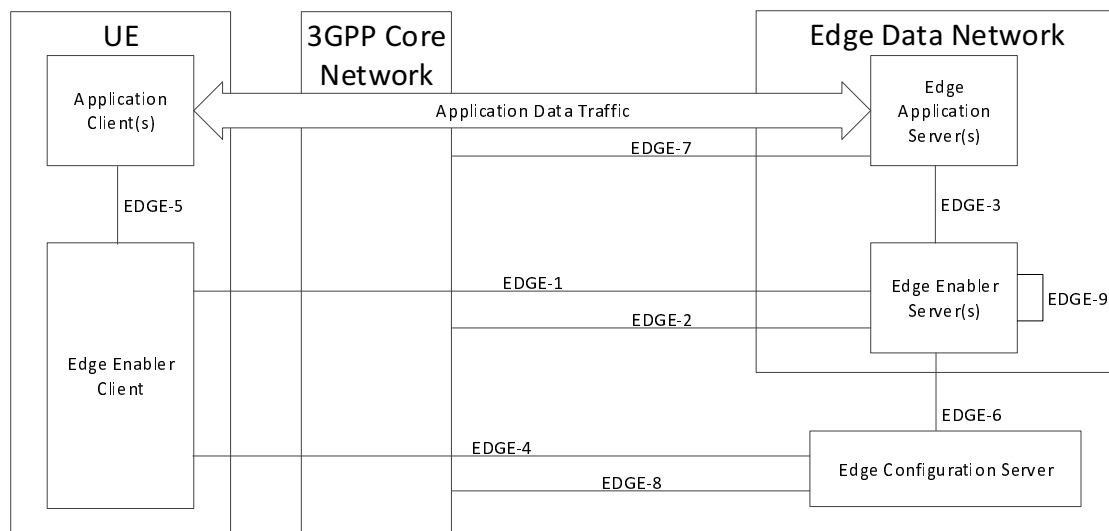 UE
3GPP Core
Network
Edge Data Network
Application
Client(s)
Application Data Traffic
Edge
Application
Server(s)
EDGE-7
EDGE-5
EDGE-3
EDGE-1
Edge Enabler
Server(s)
EDGE-9
EDGE-2
Edge Enabler
Client
EDGE-6
EDGE-4
Edge Configuration Server
EDGE-8